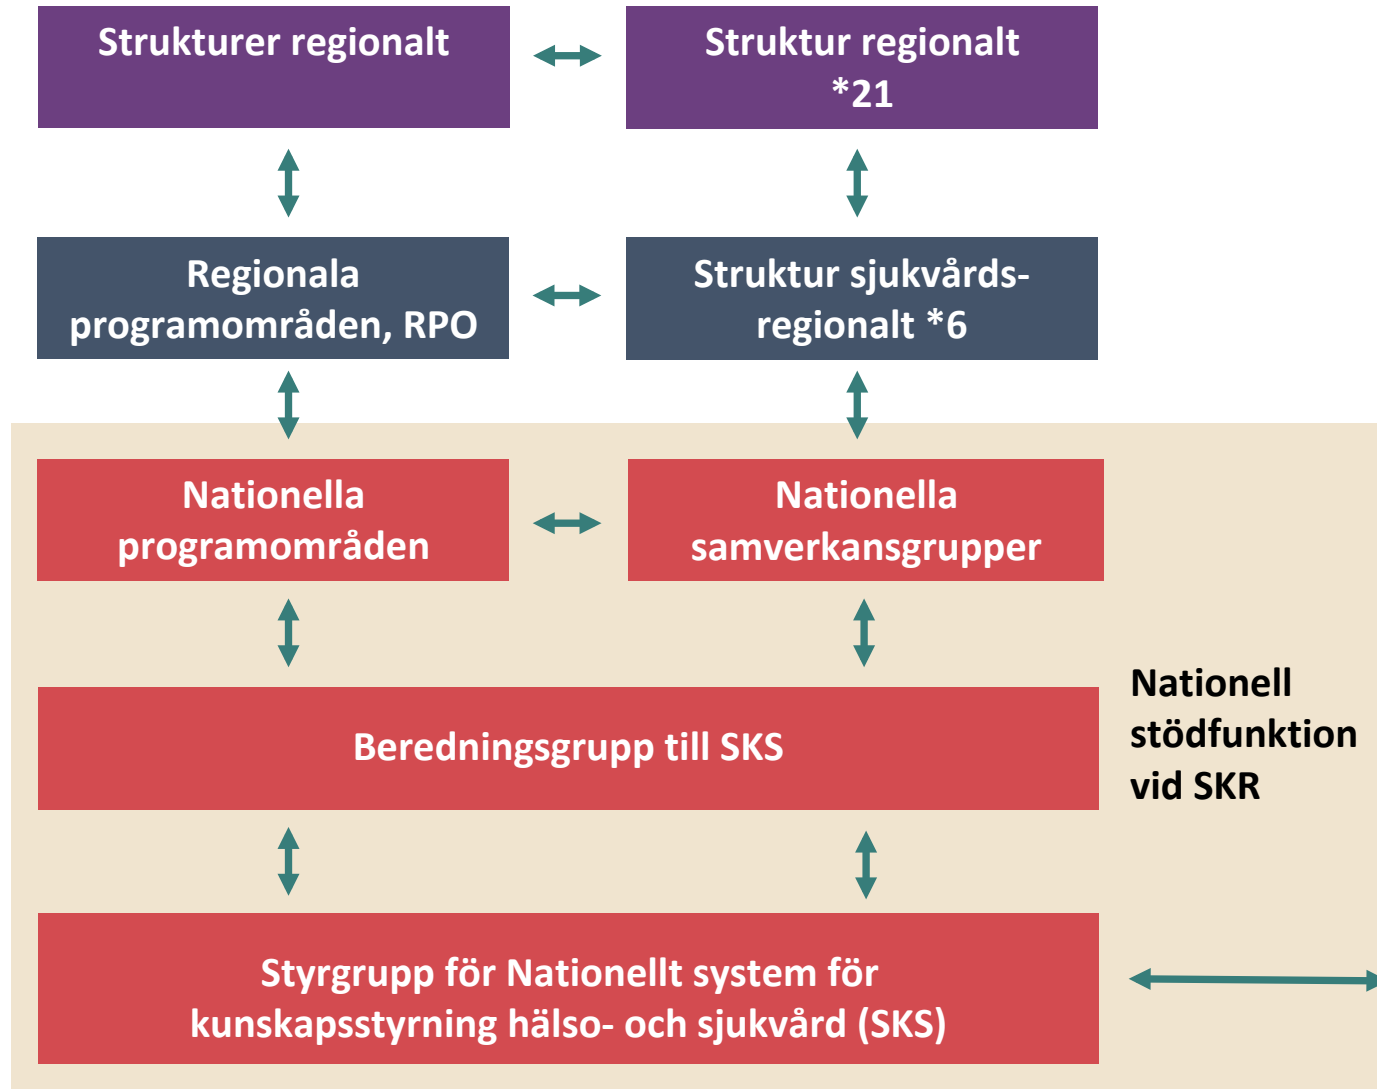 Strukturer regionalt
Struktur regionalt
*21
Regionala
programområden, RPO
Struktur sjukvårds-
regionalt *6
Nationella
programområden
Nationella
samverkansgrupper
Beredningsgrupp till SKS
Nationell
stödfunktion
vid SKR
Styrgrupp för Nationellt system för
kunskapsstyrning hälso- och sjukvård (SKS)